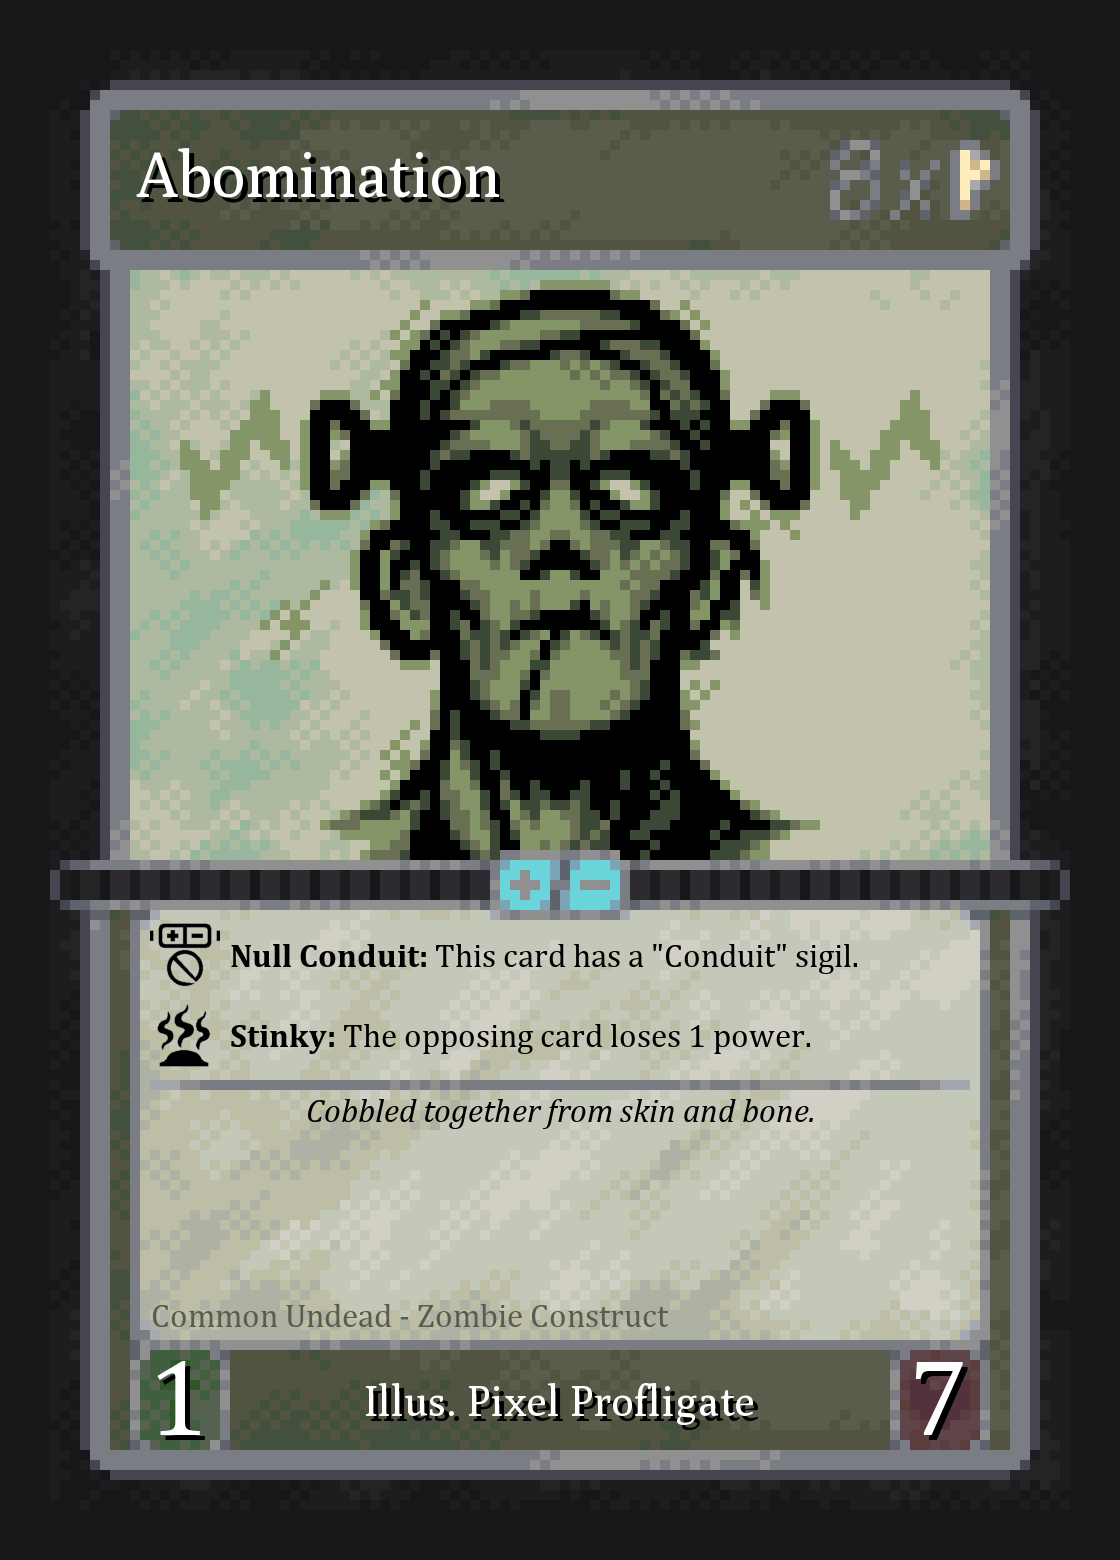 Abomination 8x
Null Conduit: This card has a "Conduit" sigil.
Stinky: The opposing card loses 1 power.
Cobbled together from skin and bone.
Common Undead - Zombie Construct
1 Illus. Pixel Profligate 7